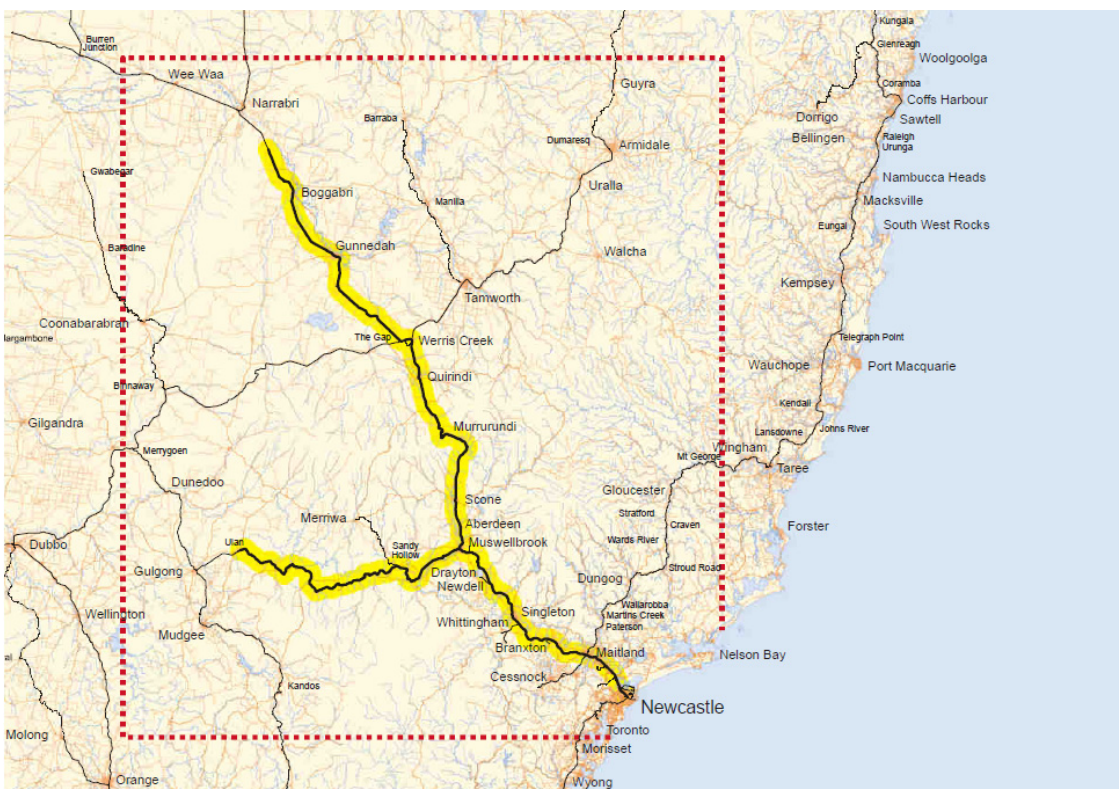 Kungala
Burren
Junction
Glenreagh
Woolgoolga
Wee Waa
Guyra
Coramba
Narrabri
Coffs Harbour
Barraba
Dorrigo
Sawtell
Dumaresq
Armidale
Bellingen
Raleigh
Urunga
Gwabegar
Uralla
Nambucca Heads
Boggabri
Manilla
Macksville
Eungal
South West Rocks
Baradine
Gunnedah
Walcha
Kempsey
Tamworth
Coonabarabran
Telegraph Point
The Gap
Werris Creek
Wauchope
Port Macquarie
Quirindi
Binnaway
Kendall
Gilgandra
Murrurundi
Lansdowne
Johns River
Merrygoen
Wingham
Mt George
Taree
Dunedoo
Gloucester
Scone
Stratford
Merriwa
Aberdeen
Craven
Forster
Ulan
Sandy
Hollow
Muswellbrook
Wards River
Dubbo
Gulgong
Drayton
Newdell
Dungog
Stroud Road
Wallarobba
Wellington
Singleton
Martins Creek
Whittingham
Paterson
Mudgee
Branxton
Maitland
Nelson Bay
Cessnock
Kandos
Newcastle
Toronto
Molong
Morisset
Orange
Wyong